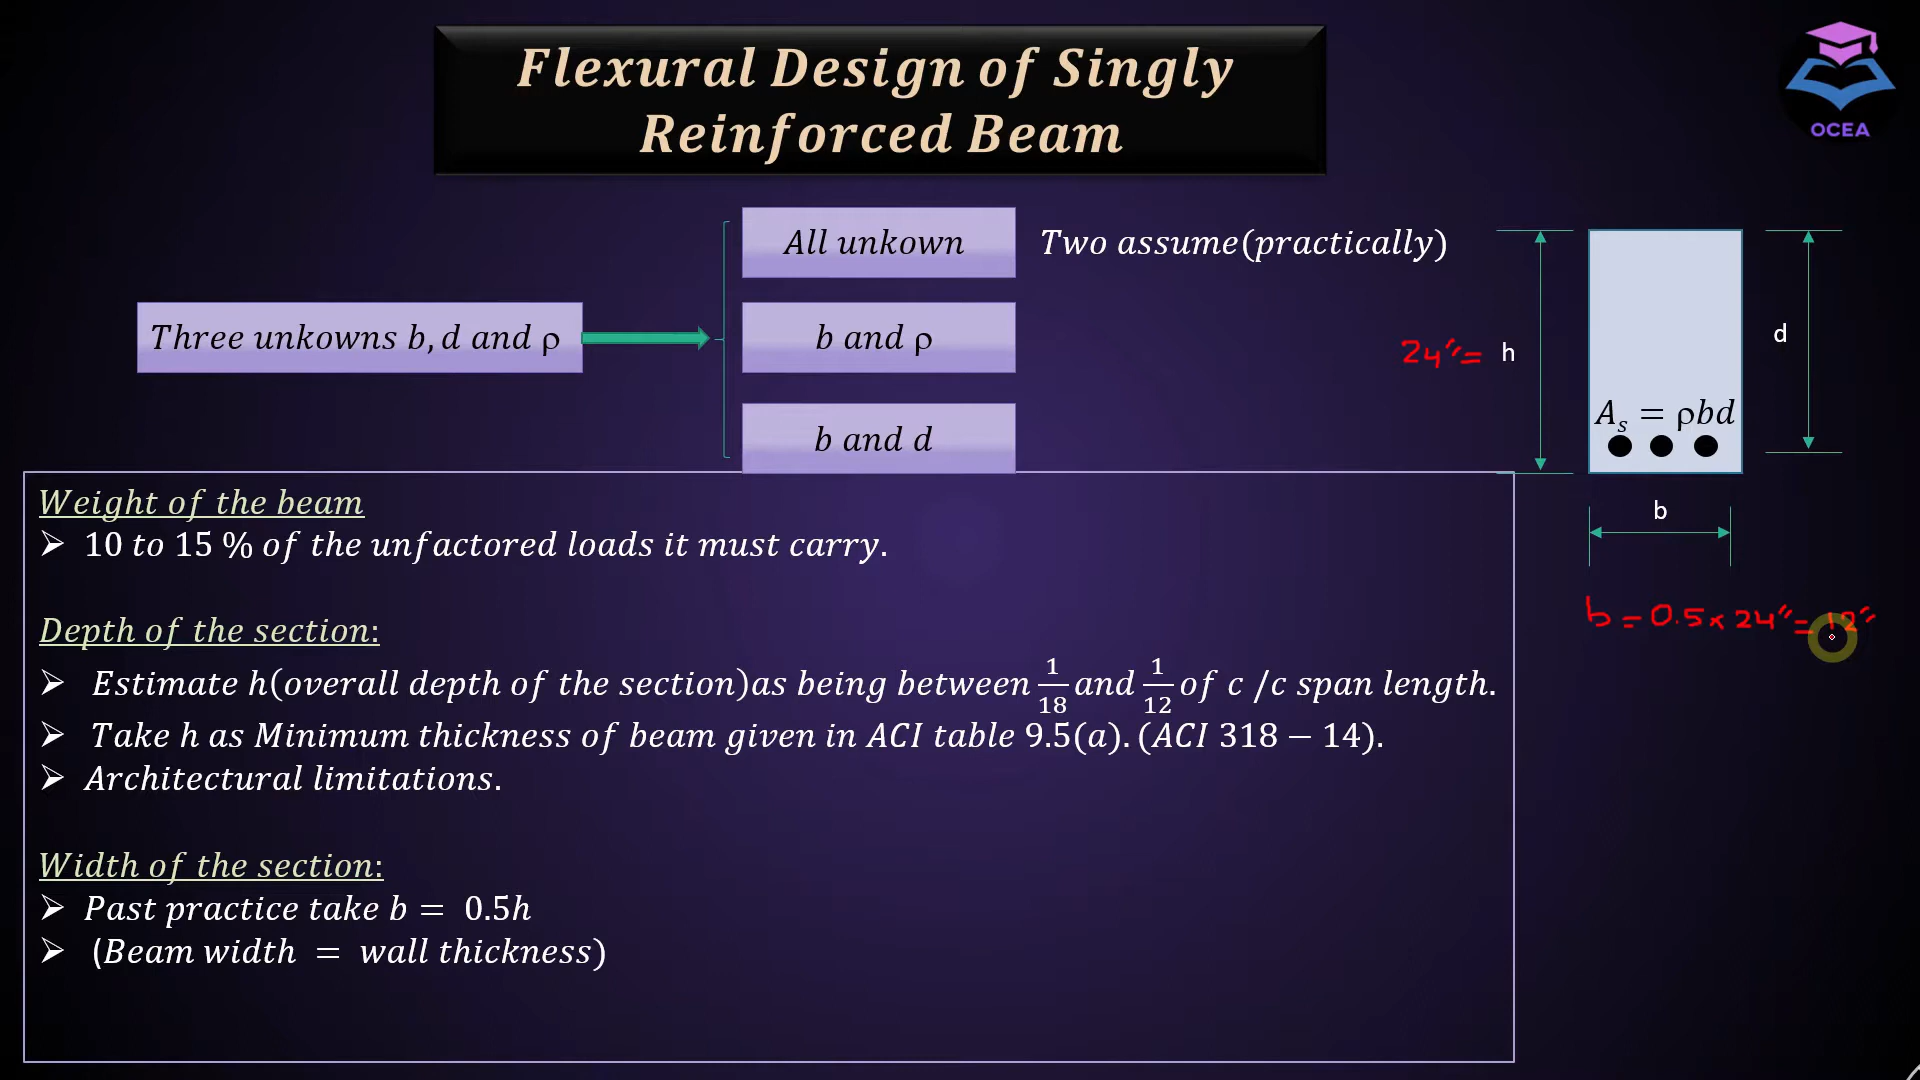 Flexural Design of Singly
Reinforced Beam
OCEA
All unkown
Two assume(practically)
Three unkowns b, d and ρ
b and ρ
b and d
24"=
h
d
A_s = ρbd
b
b = 0.5 x 24" = 12"
Weight of the beam
➢ 10 to 15 % of the unfactored loads it must carry.
Depth of the section:
➢ Estimate h(overall depth of the section)as being between 1/18 and 1/12 of c /c span length.
➢ Take h as Minimum thickness of beam given in ACI table 9.5(a). (ACI 318 − 14).
➢ Architectural limitations.
Width of the section:
➢ Past practice take b = 0.5h
➢ (Beam width = wall thickness)